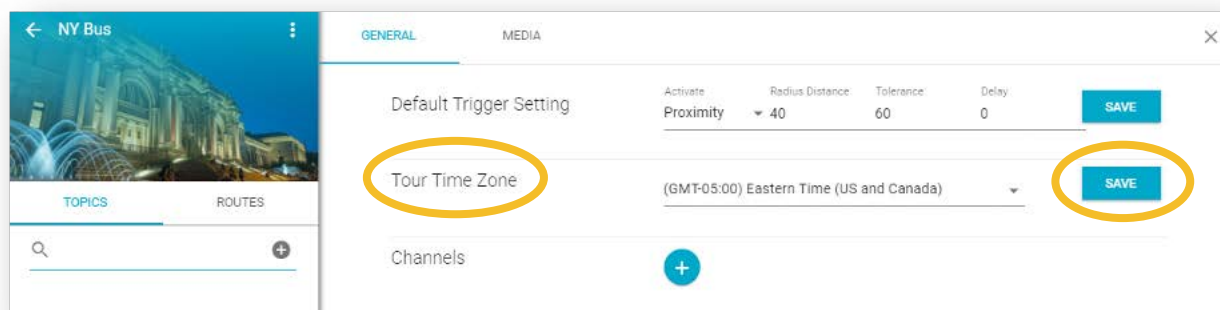 NY Bus
TOPICS
ROUTES
GENERAL
MEDIA
Default Trigger Setting
Activate
Radius Distance
Tolerance
Delay
Proximity
40
60
0
SAVE
Tour Time Zone
(GMT-05:00) Eastern Time (US and Canada)
SAVE
Channels